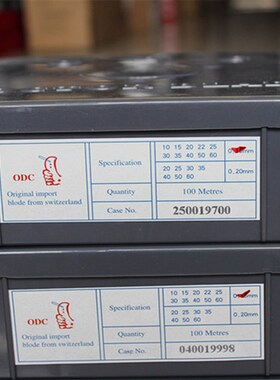 ODC
Original import
blode from switzerland
Specification
10 15 20 22 25
30 35 40 50 60
20 25 30 35
40 50 60
0.20mm
Quantity
100 Metres
Case No.
250019700
ODC
Original import
blode from switzerland
Specification
10 15 20 22 25
30 35 40 50 60
20 25 30 35
40 50 60
0.20mm
Quantity
100 Metres
Case No.
040019998